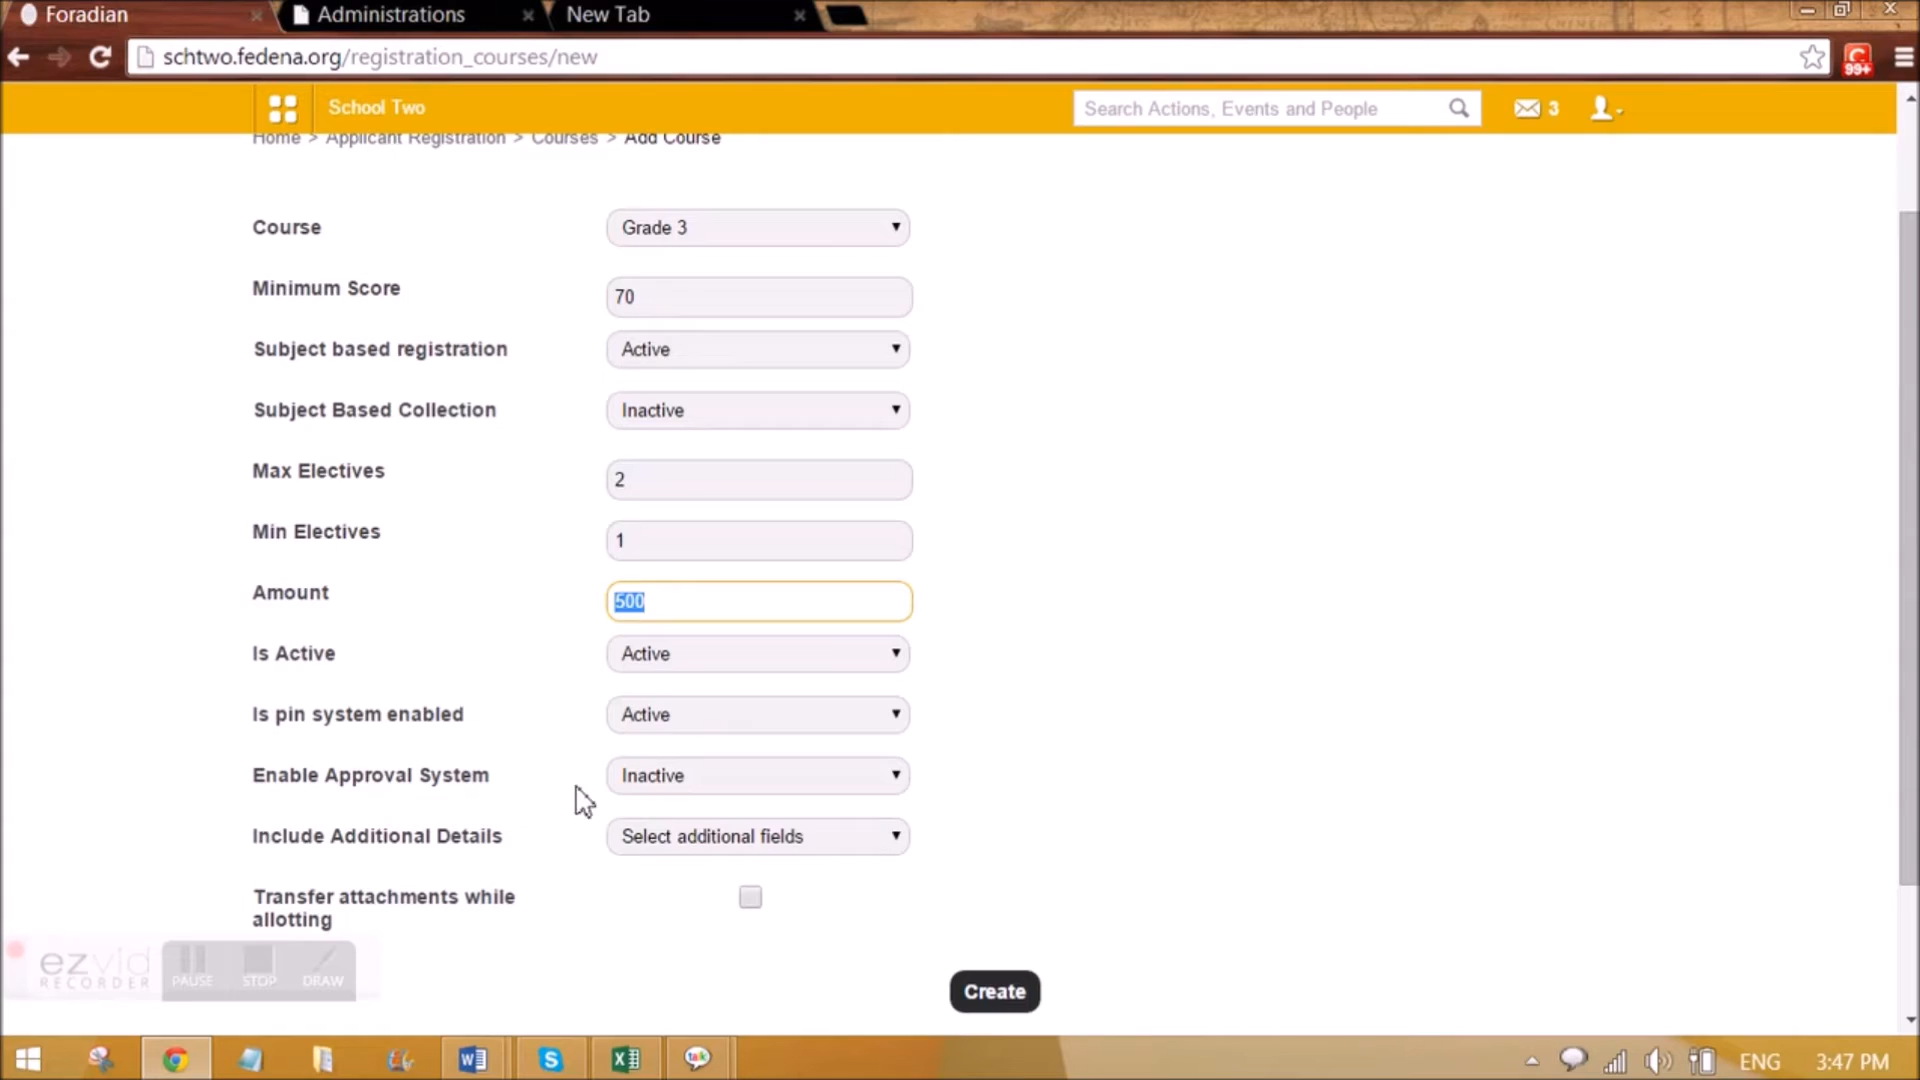 Foradian
Administrations
New Tab
schtwo.fedena.org/registration_courses/new
99+
School Two
Search Actions, Events and People
3
Home > Applicant Registration > Courses > Add Course
Course
Grade 3
Minimum Score
70
Subject based registration
Active
Subject Based Collection
Inactive
Max Electives
2
Min Electives
1
Amount
500
Is Active
Active
Is pin system enabled
Active
Enable Approval System
Inactive
Include Additional Details
Select additional fields
Transfer attachments while
allotting
ezvid
RECORDER
PAUSE
STOP
DRAW
Create
talk
ENG
3:47 PM